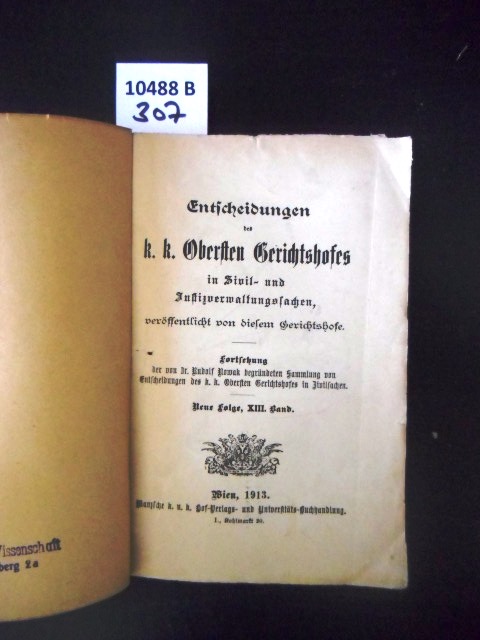 10488 B
307
Entscheidungen
des
k. k. Obersten Gerichtshofes
in Zivil- und
Justizverwaltungssachen,
veröffentlicht von diesem Gerichtshofe.
Fortsetzung
der von Dr. Rudolf Nowak begründeten Sammlung von
Entscheidungen des k. k. Obersten Gerichtshofes in Zivilsachen.
Neue Folge, XIII. Band.
Wien, 1913.
Manzsche k. u. k. Hof-Verlags- und Universitäts-Buchhandlung.
I., Kohlmarkt 20.
Wissenschaft
berg 2a